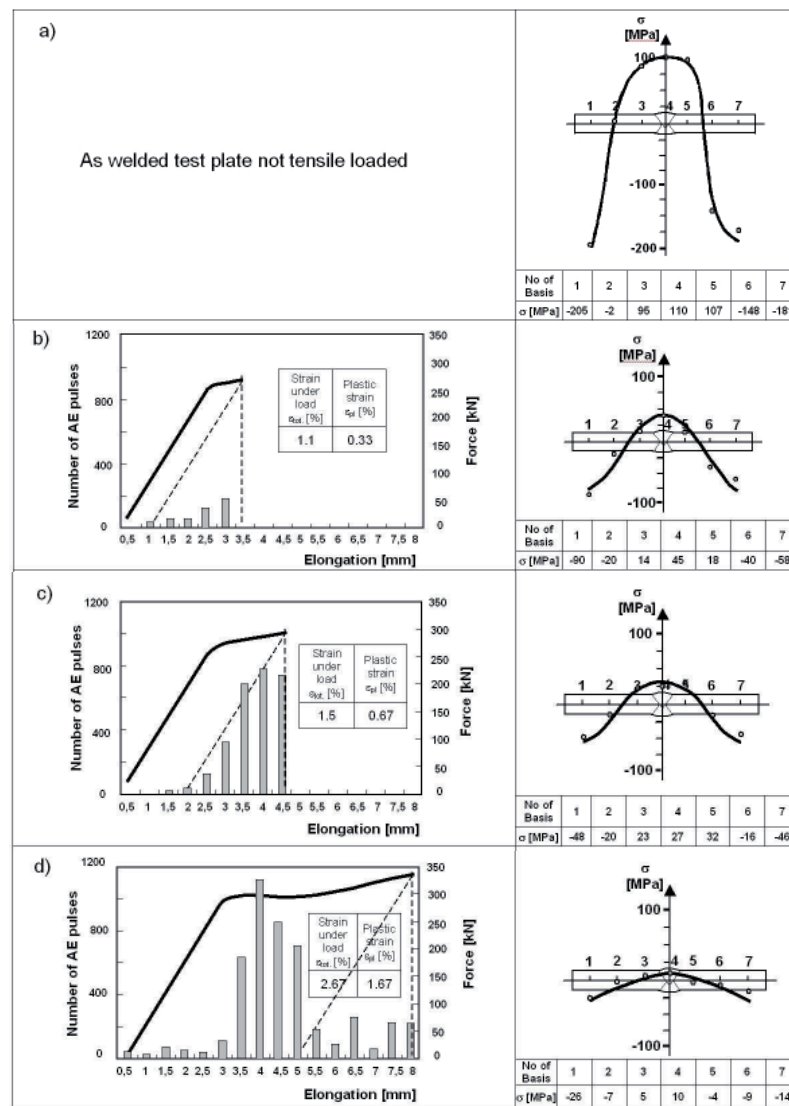 a)
As welded test plate not tensile loaded
σ
[MPa]
100
1 2 3 4 5 6 7
-100
-200
No of Basis 1 2 3 4 5 6 7
σ [MPa] -205 -2 95 110 107 -148 -18
b)
Number of AE pulses
1200
800
400
0
Strain under load εtot. [%] Plastic strain εpl [%]
1.1 0.33
350
300
250
200
150
100
50
0
Force [kN]
0,5 1 1,5 2 2,5 3 3,5 4 4,5 5 5,5 6 6,5 7 7,5 8
Elongation [mm]
σ
[MPa]
100
1 2 3 4 5 6 7
-100
No of Basis 1 2 3 4 5 6 7
σ [MPa] -90 -20 14 45 18 -40 -58
c)
Number of AE pulses
1200
800
400
0
Strain under load εtot. [%] Plastic strain εpl [%]
1.5 0.67
350
300
250
200
150
100
50
0
Force [kN]
0,5 1 1,5 2 2,5 3 3,5 4 4,5 5 5,5 6 6,5 7 7,5 8
Elongation [mm]
σ
[MPa]
100
1 2 3 4 6 7
-100
No of Basis 1 2 3 4 5 6 7
σ [MPa] -48 -20 23 27 32 -16 -46
d)
Number of AE pulses
1200
800
400
0
Strain under load εtot. [%] Plastic strain εpl [%]
2.67 1.67
350
300
250
200
150
100
50
0
Force [kN]
0,5 1 1,5 2 2,5 3 3,5 4 4,5 5 5,5 6 6,5 7 7,5 8
Elongation [mm]
σ
[MPa]
100
1 2 3 4 5 6 7
-100
No of Basis 1 2 3 4 5 6 7
σ [MPa] -26 -7 5 10 -4 -9 -14